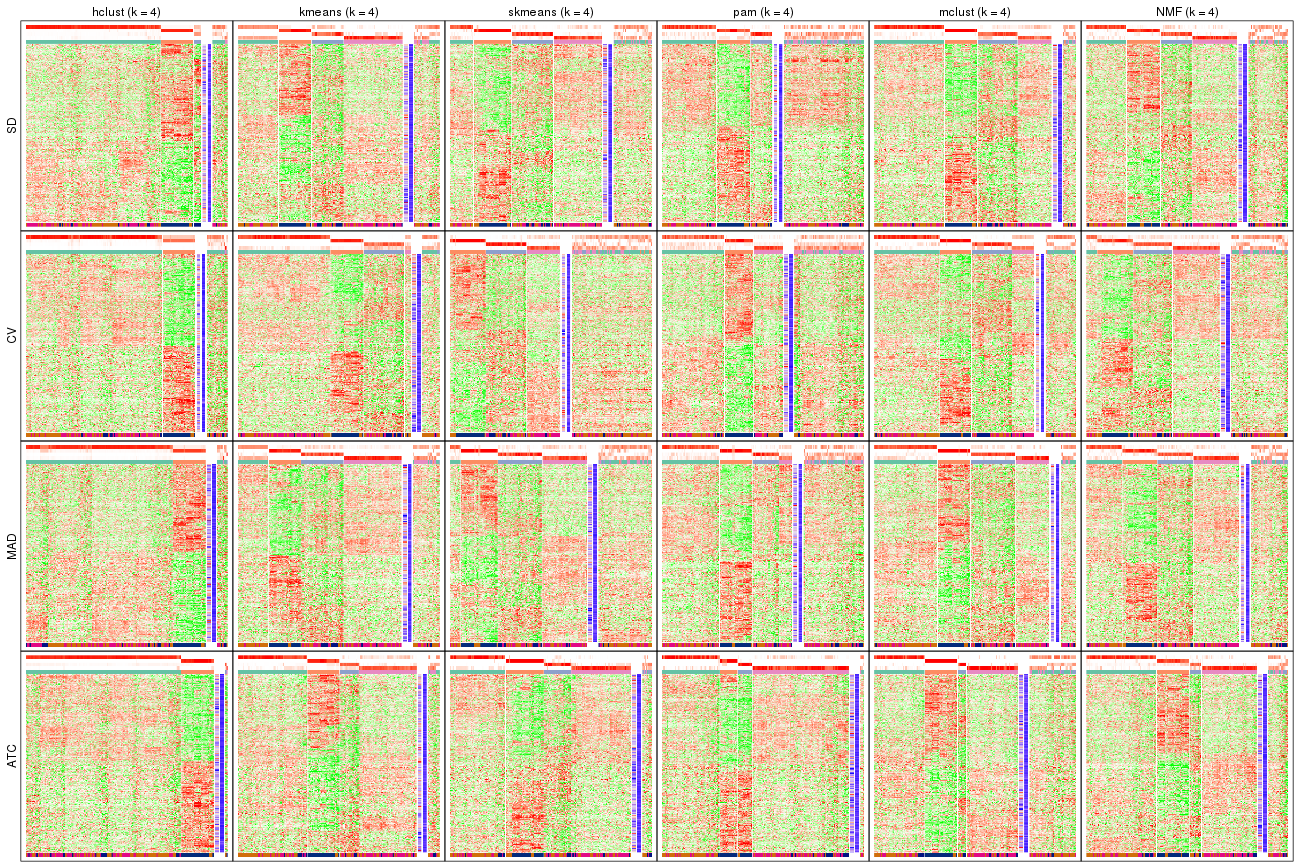 hclust (k = 4) kmeans (k = 4) skmeans (k = 4) pam (k = 4) mclust (k = 4) NMF (k = 4)
SD
CV
MAD
ATC